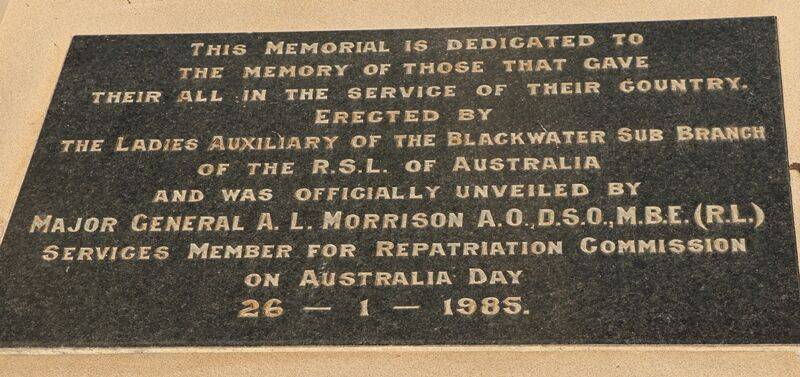 THIS MEMORIAL IS DEDICATED TO
THE MEMORY OF THOSE THAT GAVE
THEIR ALL IN THE SERVICE OF THEIR COUNTRY.
ERECTED BY
THE LADIES AUXILIARY OF THE BLACKWATER SUB BRANCH
OF THE R.S.L. OF AUSTRALIA
AND WAS OFFICIALLY UNVEILED BY
MAJOR GENERAL A. L. MORRISON A.O., D.S.O., M.B.E. (R.L.)
SERVICES MEMBER FOR REPATRIATION COMMISSION
ON AUSTRALIA DAY
26 — 1 — 1985.